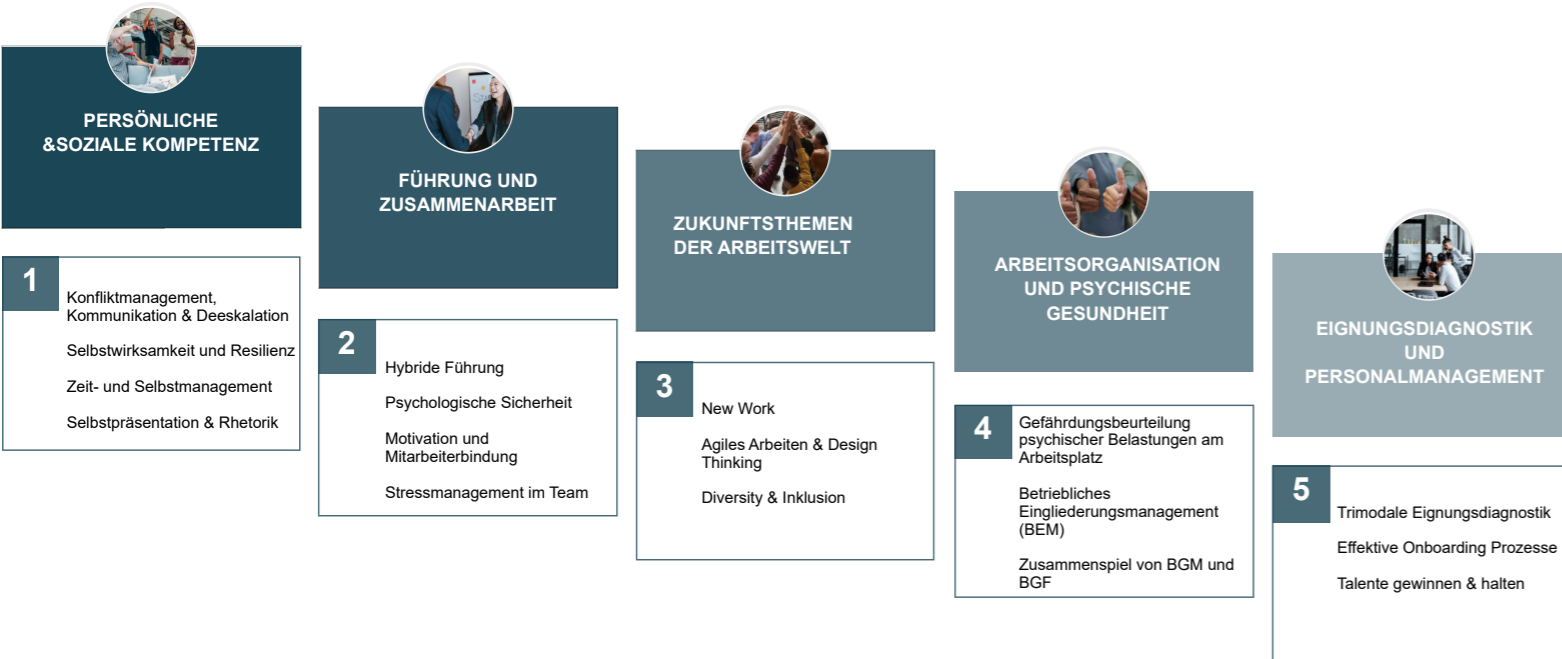 PERSÖNLICHE
&SOZIALE KOMPETENZ
1
Konfliktmanagement,
Kommunikation & Deeskalation
Selbstwirksamkeit und Resilienz
Zeit- und Selbstmanagement
Selbstpräsentation & Rhetorik
FÜHRUNG UND
ZUSAMMENARBEIT
2
Hybride Führung
Psychologische Sicherheit
Motivation und
Mitarbeiterbindung
Stressmanagement im Team
ZUKUNFTSTHEMEN
DER ARBEITSWELT
3
New Work
Agiles Arbeiten & Design
Thinking
Diversity & Inklusion
ARBEITSORGANISATION
UND PSYCHISCHE
GESUNDHEIT
4
Gefährdungsbeurteilung
psychischer Belastungen am
Arbeitsplatz
Betriebliches
Eingliederungsmanagement
(BEM)
Zusammenspiel von BGM und
BGF
EIGNUNGSDIAGNOSTIK
UND
PERSONALMANAGEMENT
5
Trimodale Eignungsdiagnostik
Effektive Onboarding Prozesse
Talente gewinnen & halten